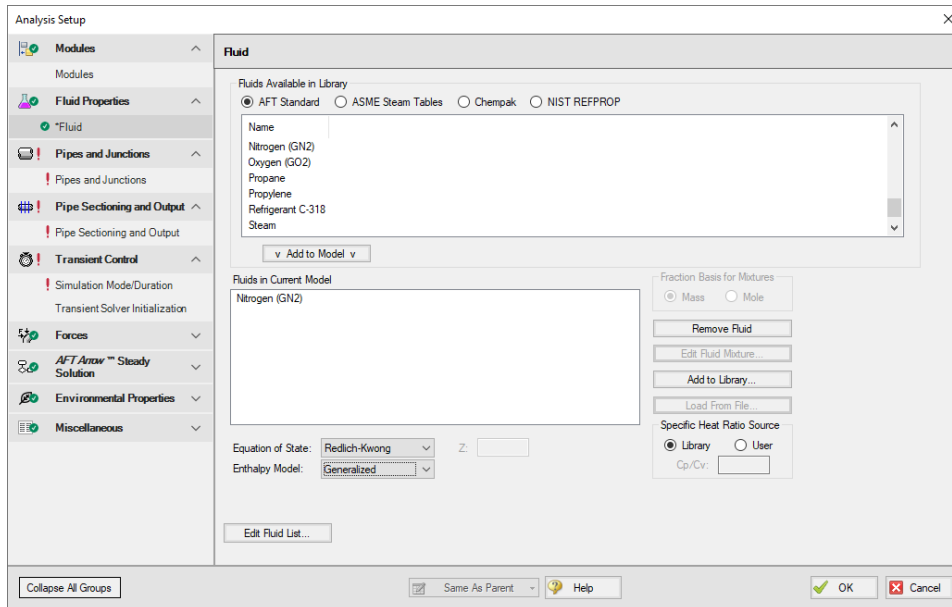 Analysis Setup
Modules
Modules
Fluid Properties
*Fluid
Pipes and Junctions
Pipes and Junctions
Pipe Sectioning and Output
Pipe Sectioning and Output
Transient Control
Simulation Mode/Duration
Transient Solver Initialization
Forces
AFT Arrow ™ Steady
Solution
Environmental Properties
Miscellaneous
Fluid
Fluids Available in Library
AFT Standard ASME Steam Tables Chempak NIST REFPROP
Name
Nitrogen (GN2)
Oxygen (GO2)
Propane
Propylene
Refrigerant C-318
Steam
v Add to Model v
Fluids in Current Model
Nitrogen (GN2)
Fraction Basis for Mixtures
Mass Mole
Remove Fluid
Edit Fluid Mixture...
Add to Library...
Load From File...
Specific Heat Ratio Source
Library User
Cp/Cv:
Equation of State: Redlich-Kwong Z:
Enthalpy Model: Generalized
Edit Fluid List...
Collapse All Groups Same As Parent Help OK Cancel